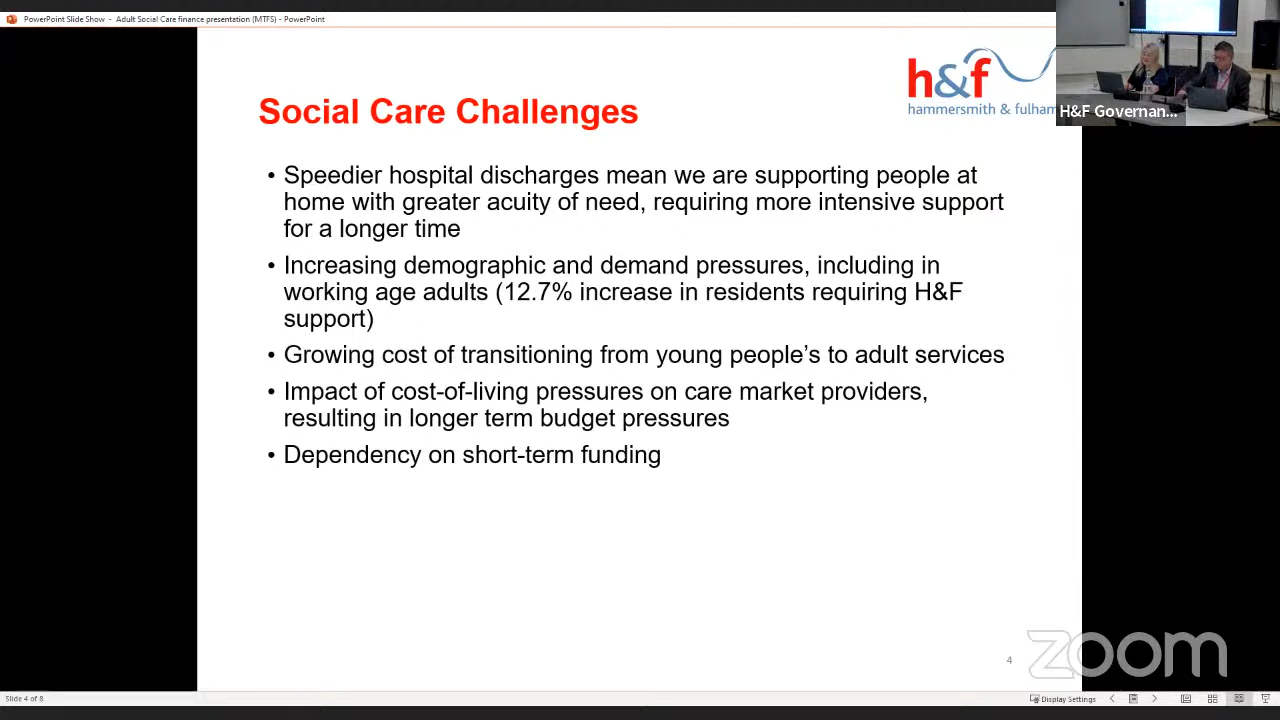 PowerPoint Slide Show - Adult Social Care finance presentation (MTFS) - PowerPoint
h&f
hammersmith & fulham
H&F Governan...
Social Care Challenges
• Speedier hospital discharges mean we are supporting people at
home with greater acuity of need, requiring more intensive support
for a longer time
• Increasing demographic and demand pressures, including in
working age adults (12.7% increase in residents requiring H&F
support)
• Growing cost of transitioning from young people’s to adult services
• Impact of cost-of-living pressures on care market providers,
resulting in longer term budget pressures
• Dependency on short-term funding
4
zoom
Slide 4 of 8
Display Settings